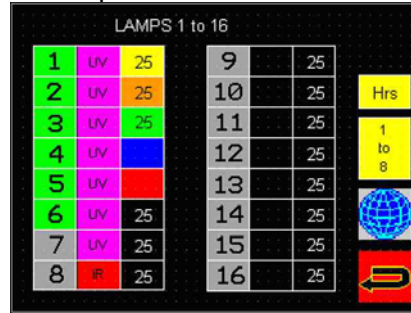 LAMPS 1 to 16
1 UV 25 9 25
2 UV 25 10 25 Hrs
3 UV 25 11 25
4 UV 12 25
5 UV 13 25
6 UV 25 14 25
7 UV 25 15 25
8 IR 25 16 25
1
to
8